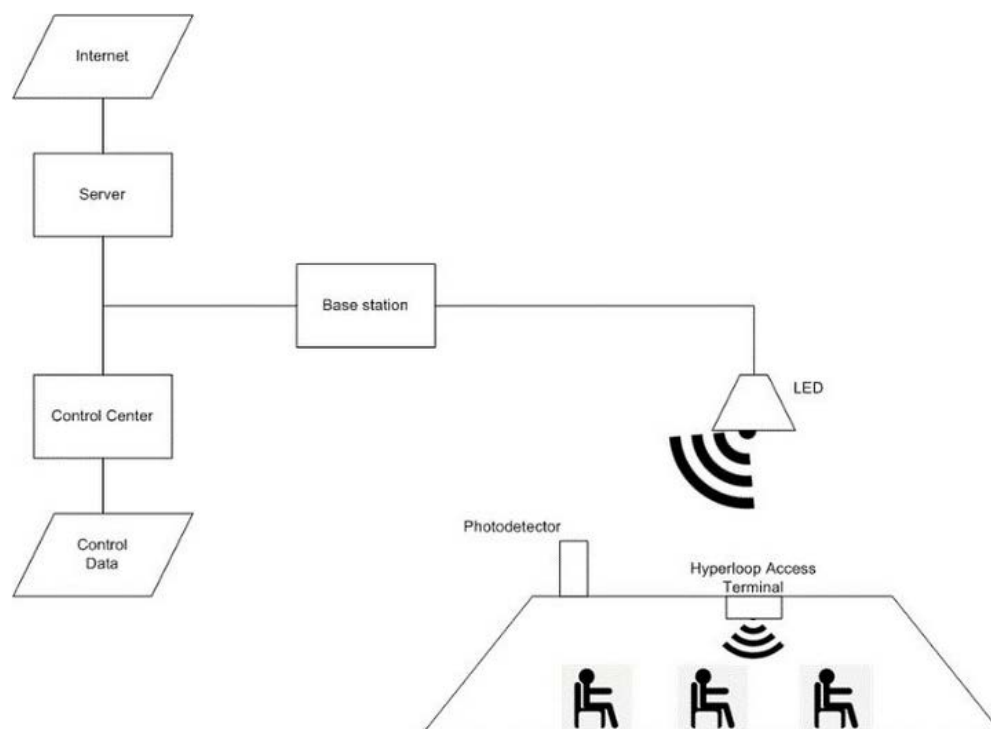 Internet
Server
Base station
LED
Control Center
Photodetector
Control
Data
Hyperloop Access
Terminal